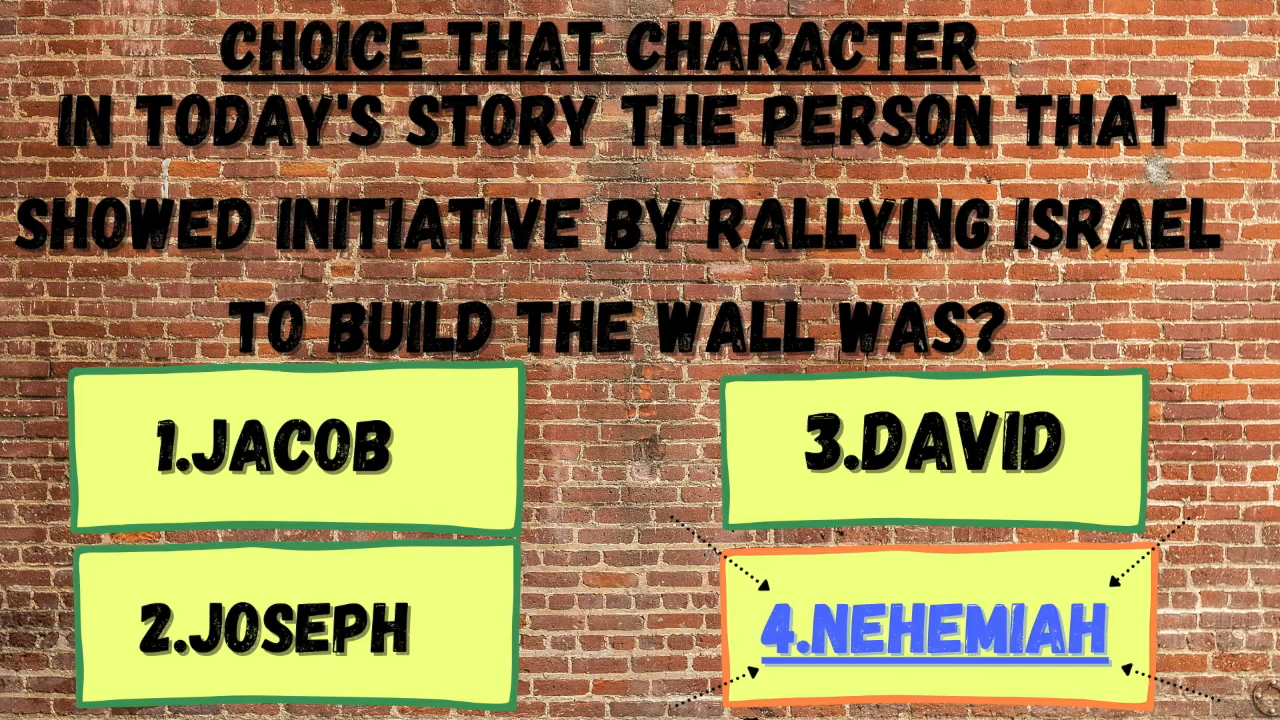 CHOICE THAT CHARACTER
IN TODAY'S STORY THE PERSON THAT
SHOWED INITIATIVE BY RALLYING ISRAEL
TO BUILD THE WALL WAS?
1.JACOB
2.JOSEPH
3.DAVID
4.NEHEMIAH